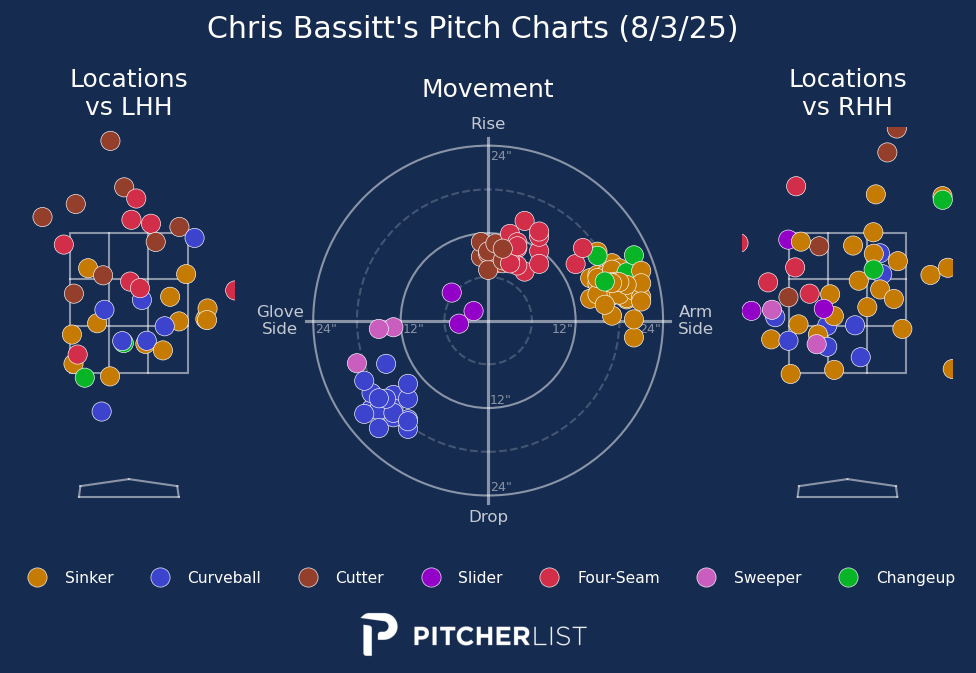 Chris Bassitt's Pitch Charts (8/3/25)
Locations
vs LHH
Movement
Locations
vs RHH
Rise
24"
Glove
Side
24"
12"
12"
24"
Arm
Side
12"
24"
Drop
Sinker
Curveball
Cutter
Slider
Four-Seam
Sweeper
Changeup
PITCHERLIST